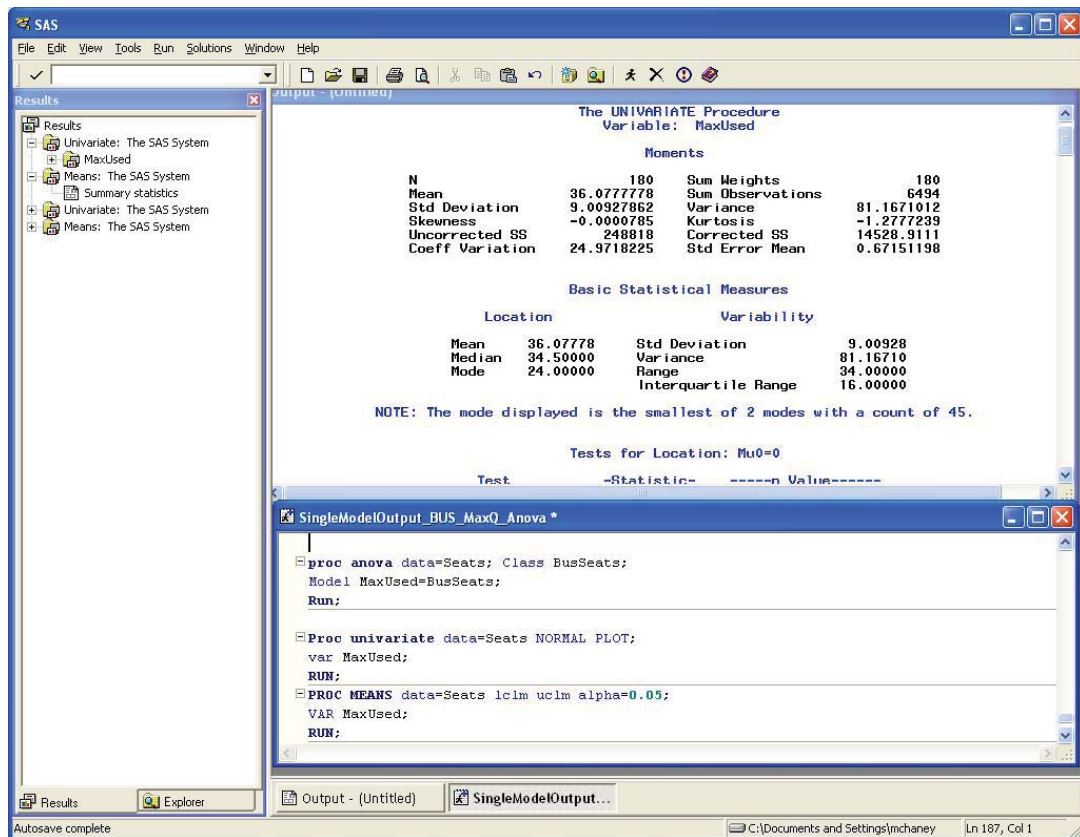 SAS
File Edit View Tools Run Solutions Window Help
Results
Results
Univariate: The SAS System
MaxUsed
Means: The SAS System
Summary statistics
Univariate: The SAS System
Means: The SAS System
Results Explorer
Output - (Untitled)
The UNIVARIATE Procedure
Variable: MaxUsed
Moments
N 180 Sum Weights 180
Mean 36.0777778 Sum Observations 6494
Std Deviation 9.00927862 Variance 81.1671012
Skewness -0.0000785 Kurtosis -1.2777239
Uncorrected SS 248818 Corrected SS 14528.9111
Coeff Variation 24.9718225 Std Error Mean 0.67151198
Basic Statistical Measures
Location Variability
Mean 36.07778 Std Deviation 9.00928
Median 34.50000 Variance 81.16710
Mode 24.00000 Range 34.00000
Interquartile Range 16.00000
NOTE: The mode displayed is the smallest of 2 modes with a count of 45.
Tests for Location: Mu0=0
Test -Statistic- -----p Value------
SingleModelOutput_BUS_MaxQ_Anova *
proc anova data=Seats; Class BusSeats;
Model MaxUsed=BusSeats;
Run;
Proc univariate data=Seats NORMAL PLOT;
var MaxUsed;
RUN;
PROC MEANS data=Seats lclm uclm alpha=0.05;
VAR MaxUsed;
RUN;
Output - (Untitled) SingleModelOutput...
Autosave complete C:\Documents and Settings\mchaney Ln 187, Col 1